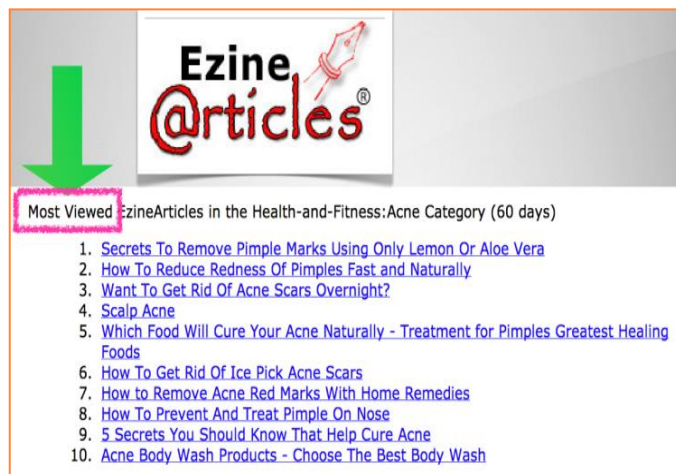 Ezine
@rticles®
Most Viewed EzineArticles in the Health-and-Fitness:Acne Category (60 days)
1. Secrets To Remove Pimple Marks Using Only Lemon Or Aloe Vera
2. How To Reduce Redness Of Pimples Fast and Naturally
3. Want To Get Rid Of Acne Scars Overnight?
4. Scalp Acne
5. Which Food Will Cure Your Acne Naturally - Treatment for Pimples Greatest Healing
Foods
6. How To Get Rid Of Ice Pick Acne Scars
7. How to Remove Acne Red Marks With Home Remedies
8. How To Prevent And Treat Pimple On Nose
9. 5 Secrets You Should Know That Help Cure Acne
10. Acne Body Wash Products - Choose The Best Body Wash